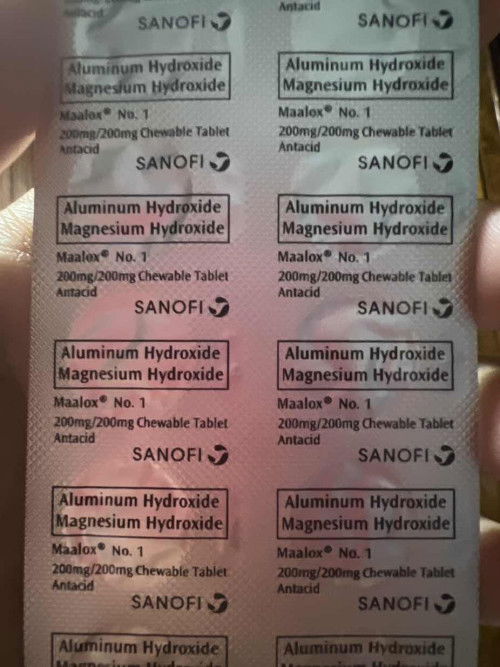 Antacid
SANOFI
Antacid
SANOFI
Aluminum Hydroxide
Magnesium Hydroxide
Maalox® No. 1
200mg/200mg Chewable Tablet
Antacid
SANOFI
Aluminum Hydroxide
Magnesium Hydroxide
Maalox® No. 1
200mg/200mg Chewable Tablet
Antacid
SANOFI
Aluminum Hydroxide
Magnesium Hydroxide
Maalox® No. 1
200mg/200mg Chewable Tablet
Antacid
SANOFI
Aluminum Hydroxide
Magnesium Hydroxide
Maalox® No. 1
200mg/200mg Chewable Tablet
Antacid
SANOFI
Aluminum Hydroxide
Magnesium Hydroxide
Maalox® No. 1
200mg/200mg Chewable Tablet
Antacid
SANOFI
Aluminum Hydroxide
Magnesium Hydroxide
Maalox® No. 1
200mg/200mg Chewable Tablet
Antacid
SANOFI
Aluminum Hydroxide
Magnesium Hydroxide
Maalox® No. 1
200mg/200mg Chewable Tablet
Antacid
SANOFI
Aluminum Hydroxide
Magnesium Hydroxide
Maalox® No. 1
200mg/200mg Chewable Tablet
Antacid
SANOFI
Aluminum Hydroxide
Aluminum Hydroxide